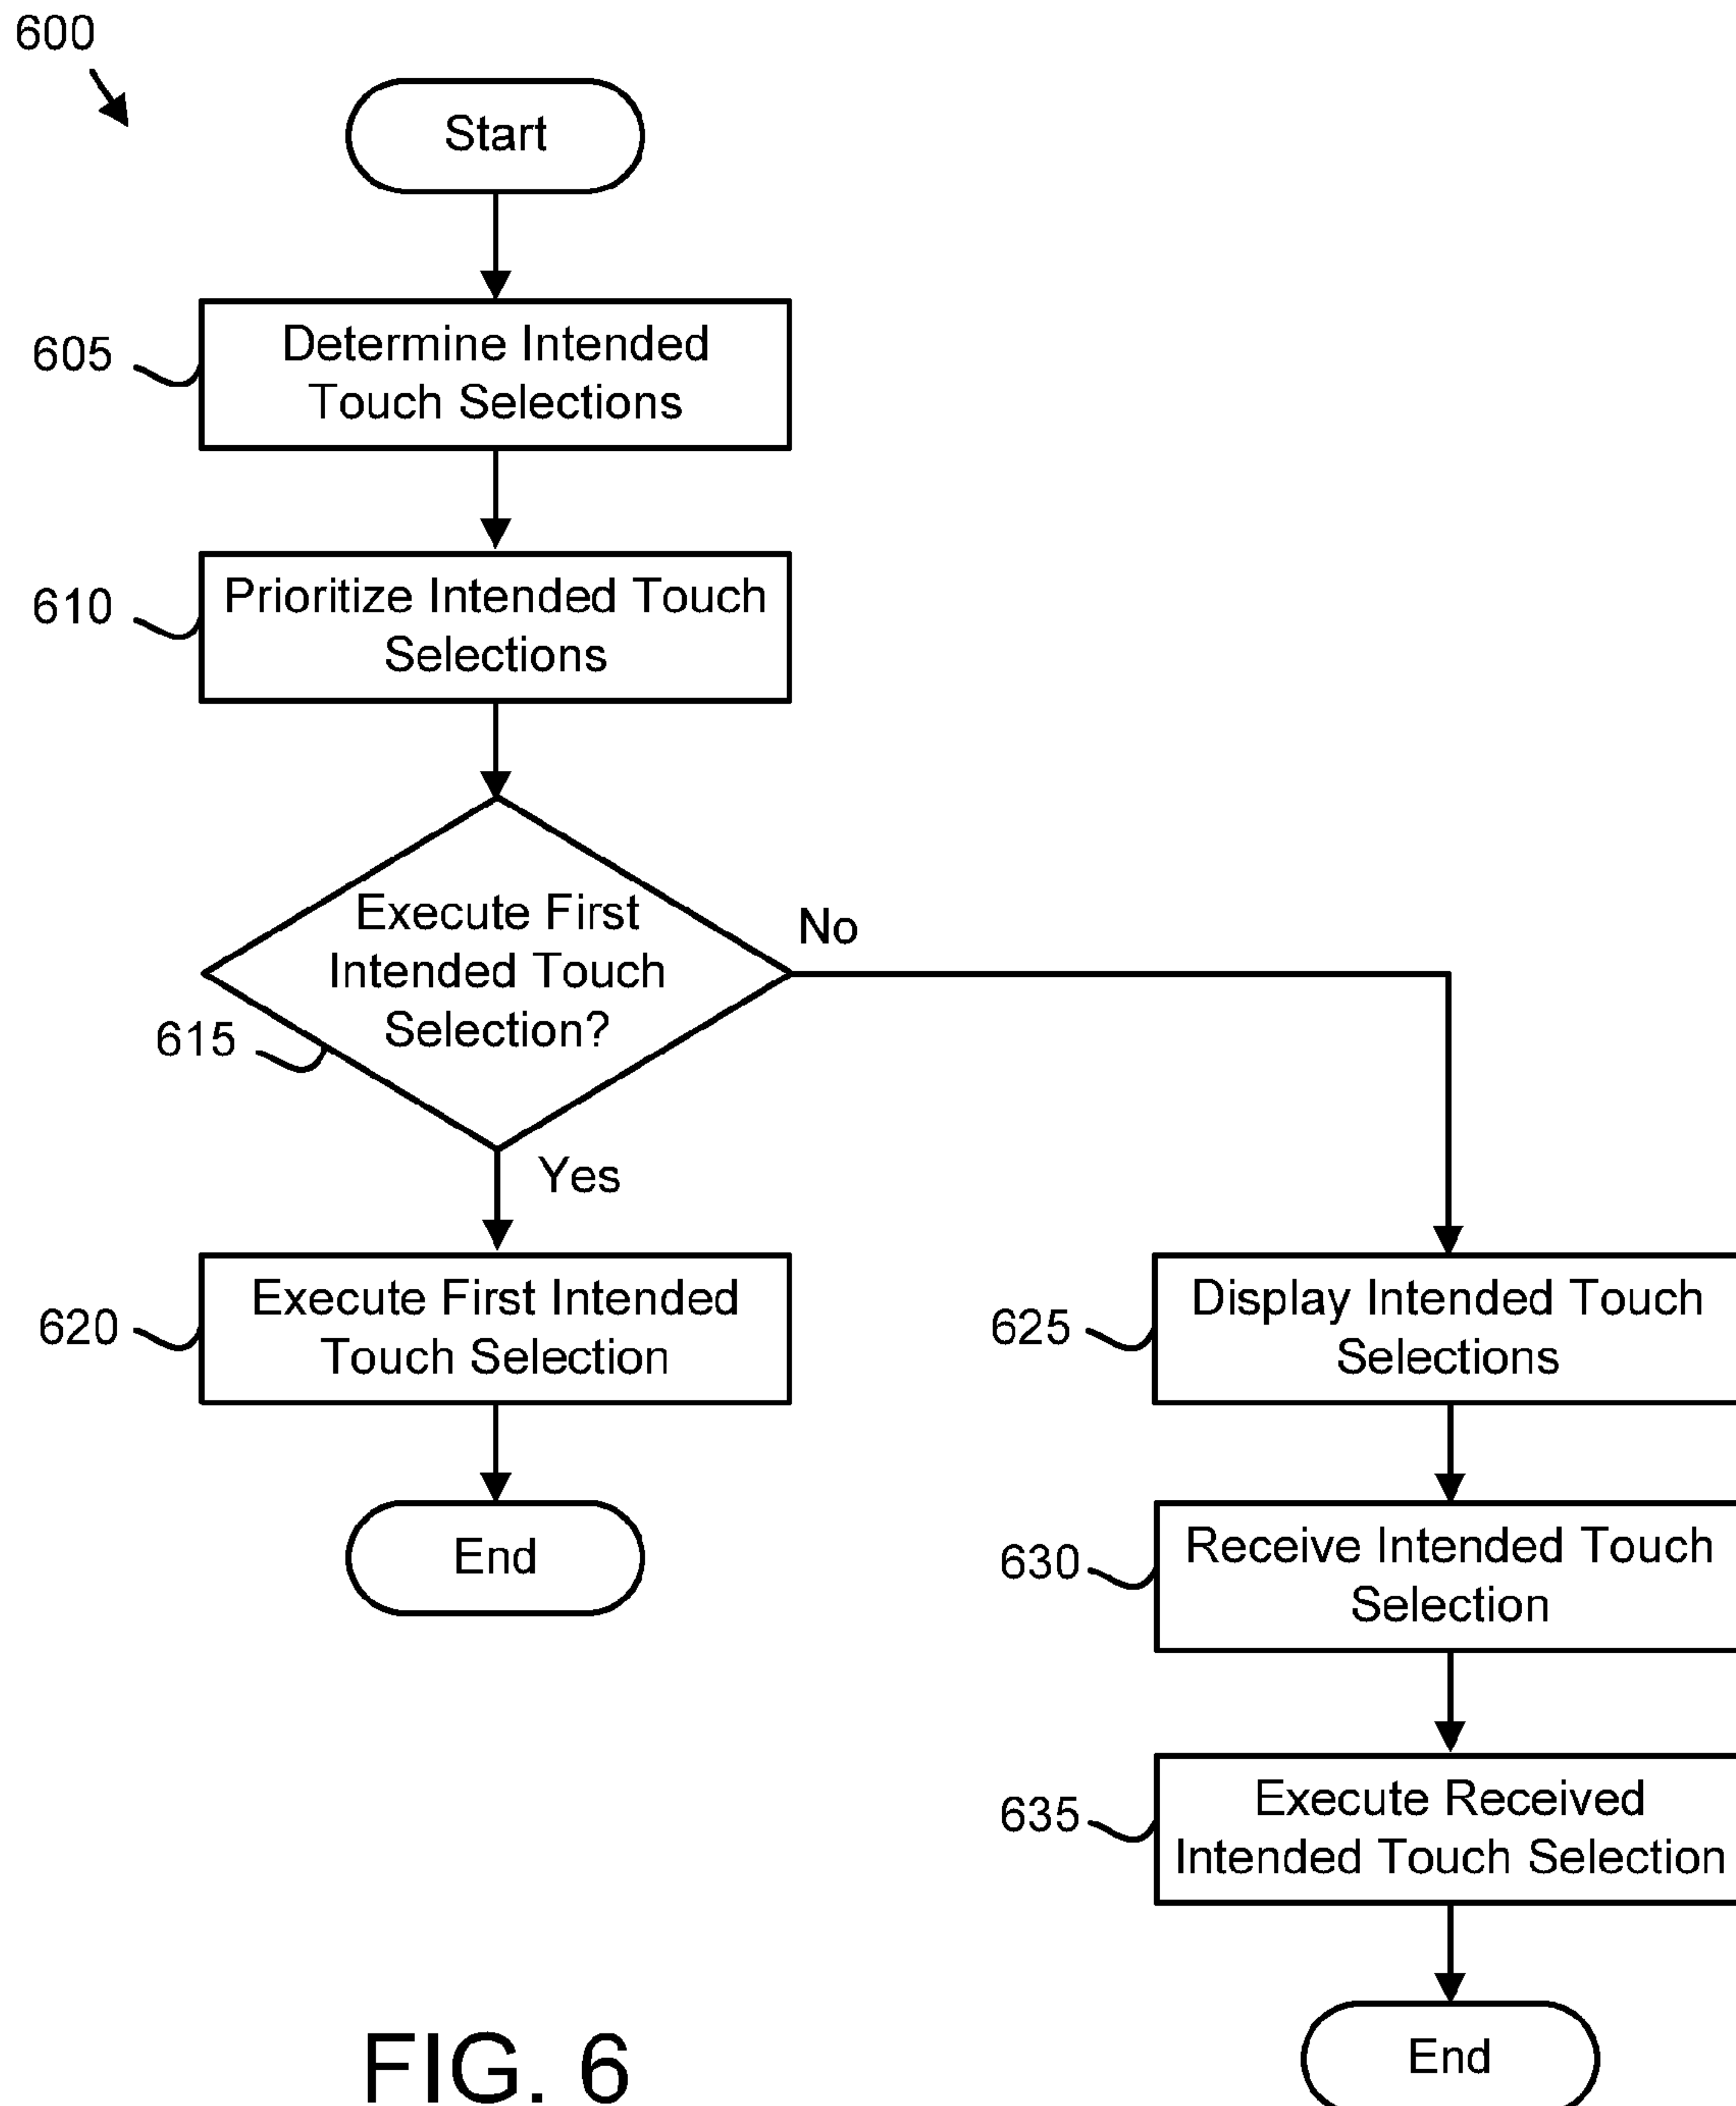 600
Start
605
Determine Intended
Touch Selections
610
Prioritize Intended Touch
Selections
Execute First
Intended Touch
Selection?
No
615
Yes
620
Execute First Intended
Touch Selection
End
625
Display Intended Touch
Selections
630
Receive Intended Touch
Selection
635
Execute Received
Intended Touch Selection
End
FIG. 6